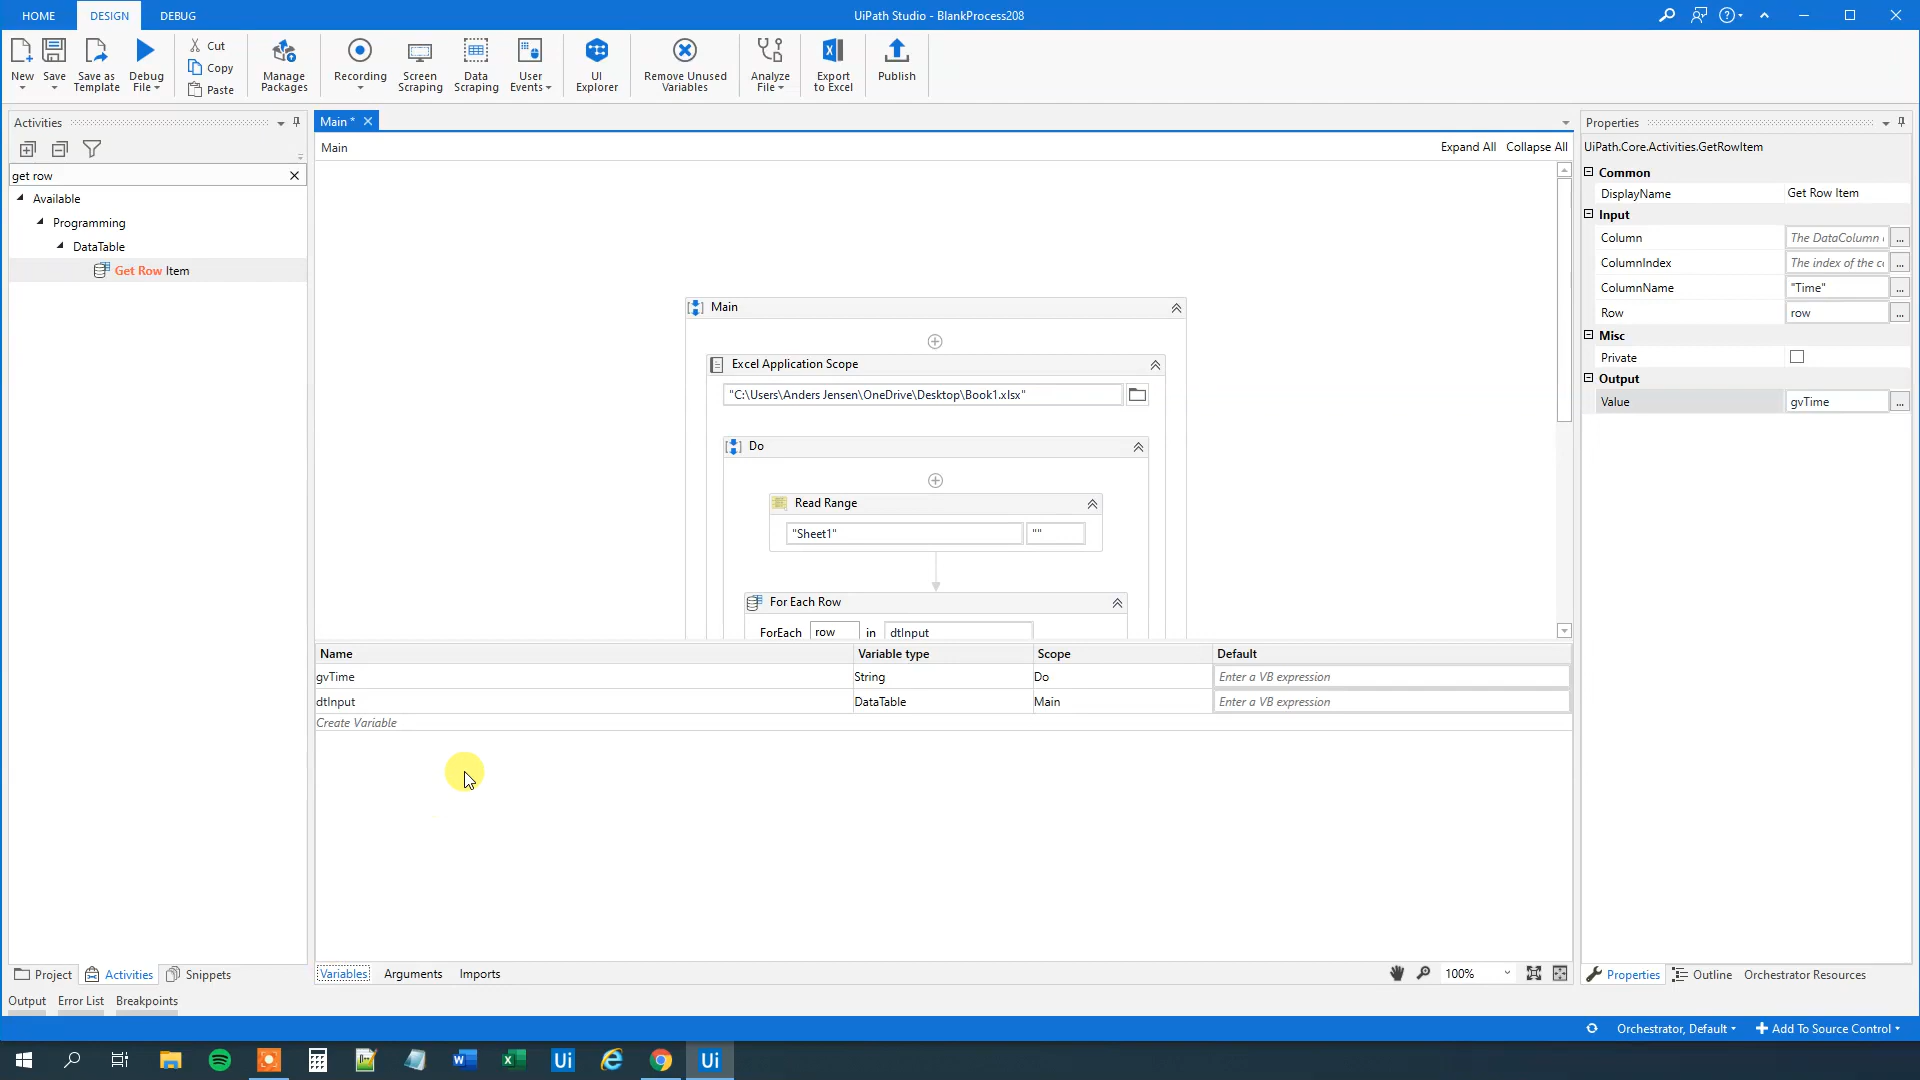 HOME DESIGN DEBUG
UiPath Studio - BlankProcess208
New Save Save as Template Debug File
Cut
Copy
Paste
Manage Packages
Recording Screen Scraping Data Scraping User Events
UI Explorer
Remove Unused Variables
Analyze File
Export to Excel
Publish
Activities
get row
Available
Programming
DataTable
Get Row Item
Main *
Main
Expand All Collapse All
Main
Excel Application Scope
"C:\Users\Anders Jensen\OneDrive\Desktop\Book1.xlsx"
Do
Read Range
"Sheet1" ""
For Each Row
ForEach row in dtInput
Name Variable type Scope Default
gvTime String Do Enter a VB expression
dtInput DataTable Main Enter a VB expression
Create Variable
Variables Arguments Imports
100%
Properties
UiPath.Core.Activities.GetRowItem
Common
DisplayName Get Row Item
Input
Column The DataColumn ...
ColumnIndex The index of the co ...
ColumnName "Time" ...
Row row ...
Misc
Private
Output
Value gvTime ...
Project Activities Snippets
Properties Outline Orchestrator Resources
Output Error List Breakpoints
Orchestrator, Default Add To Source Control